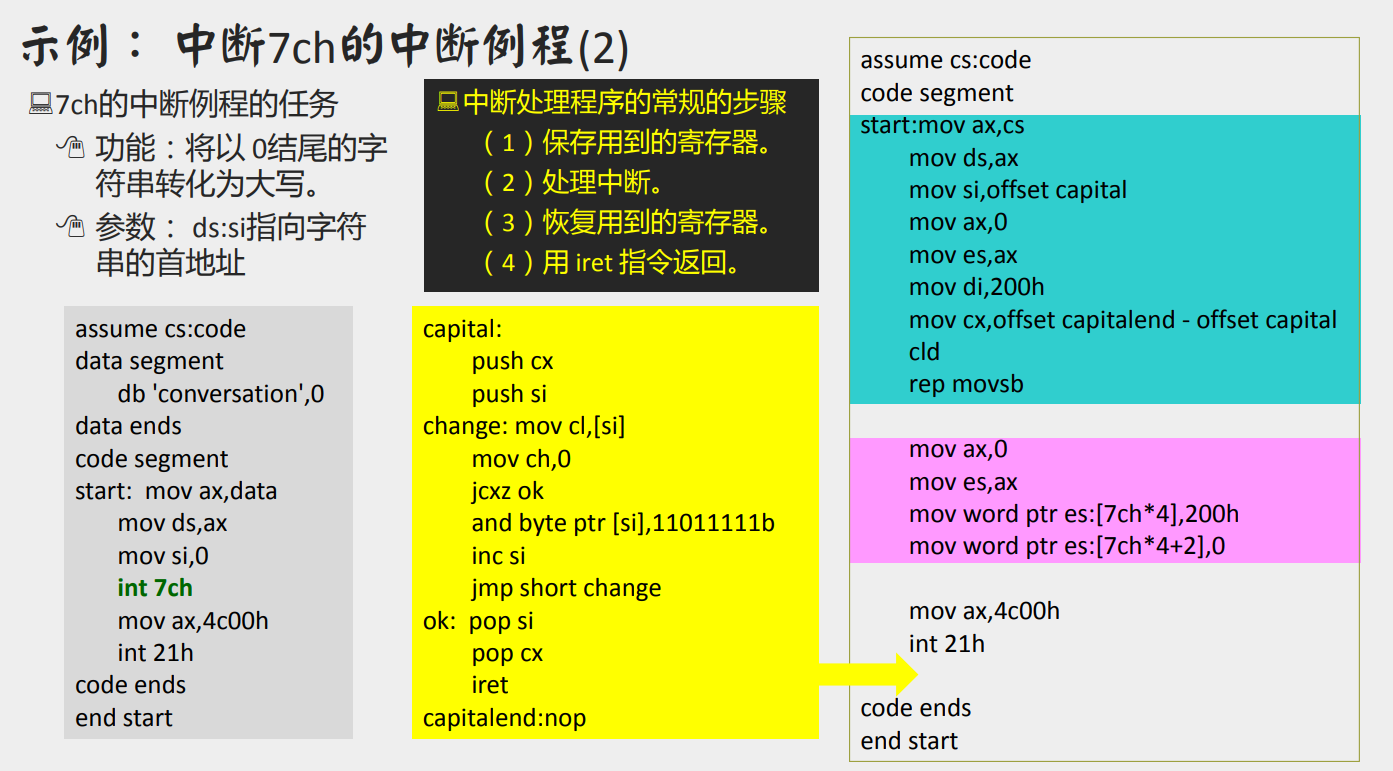 示例： 中断7ch的中断例程(2)
7ch的中断例程的任务
功能：将以 0结尾的字
符串转化为大写。
参数： ds:si指向字符
串的首地址
中断处理程序的常规的步骤
（1）保存用到的寄存器。
（2）处理中断。
（3）恢复用到的寄存器。
（4）用 iret 指令返回。
assume cs:code
data segment
db 'conversation',0
data ends
code segment
start: mov ax,data
mov ds,ax
mov si,0
int 7ch
mov ax,4c00h
int 21h
code ends
end start
capital:
push cx
push si
change: mov cl,[si]
mov ch,0
jcxz ok
and byte ptr [si],11011111b
inc si
jmp short change
ok: pop si
pop cx
iret
capitalend:nop
assume cs:code
code segment
start:mov ax,cs
mov ds,ax
mov si,offset capital
mov ax,0
mov es,ax
mov di,200h
mov cx,offset capitalend - offset capital
cld
rep movsb
mov ax,0
mov es,ax
mov word ptr es:[7ch*4],200h
mov word ptr es:[7ch*4+2],0
mov ax,4c00h
int 21h
code ends
end start